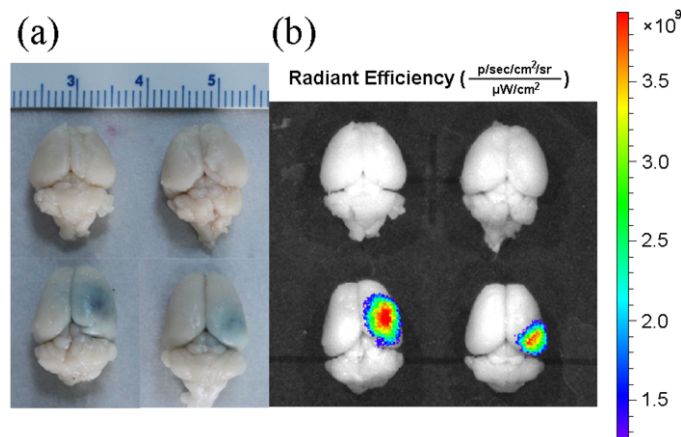 (a)
(b)
3 4 5
Radiant Efficiency ( p/sec/cm²/sr / µW/cm² )
×10⁹
3.5
3.0
2.5
2.0
1.5